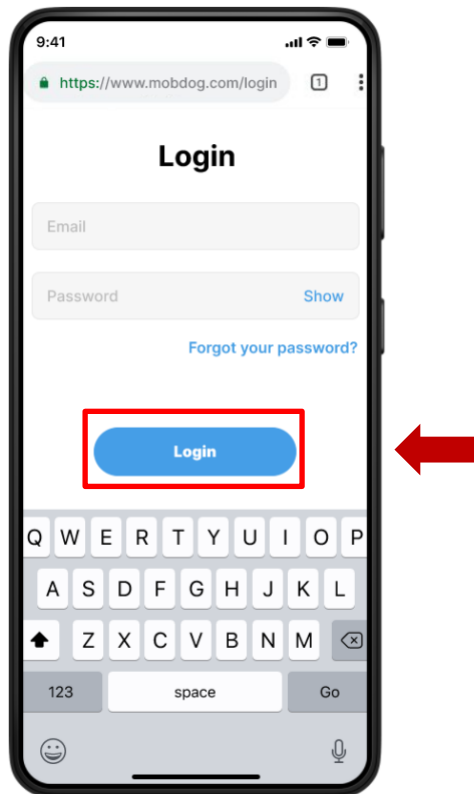 9:41
https://www.mobdog.com/login 1
Login
Email
Password Show
Forgot your password?
Login
Q W E R T Y U I O P
A S D F G H J K L
Z X C V B N M
123 space Go